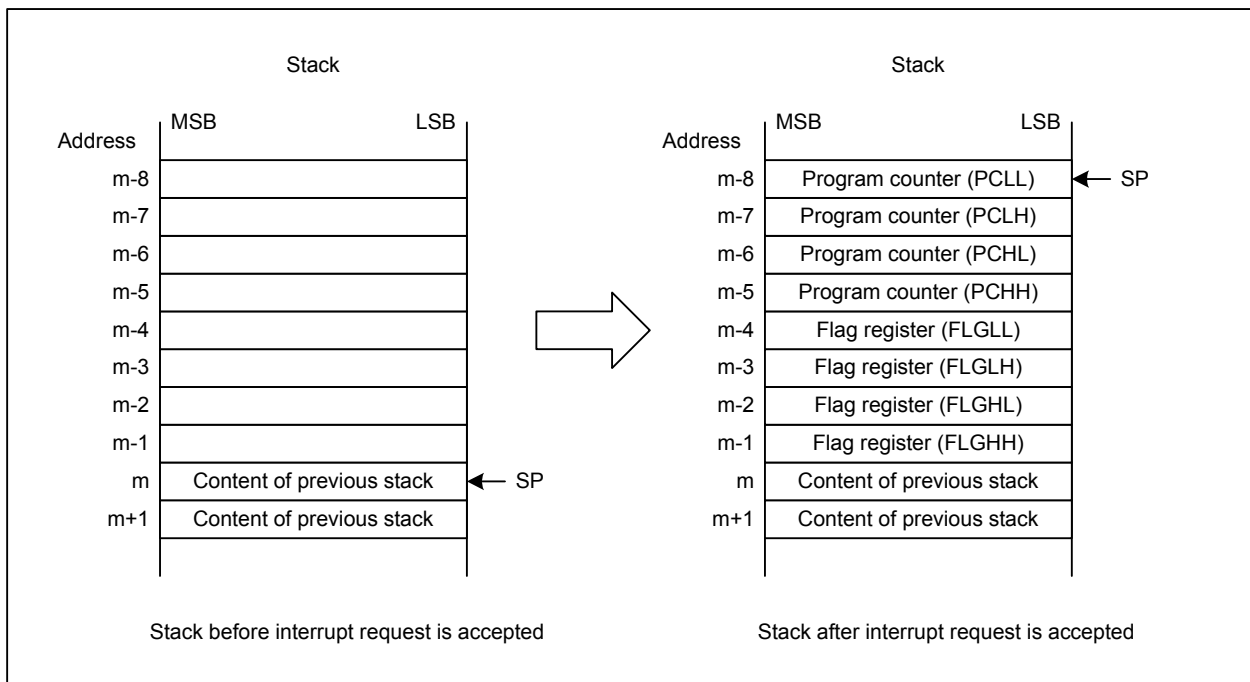 Stack
Stack
MSB LSB
MSB LSB
Address
Address
m-8
m-8 Program counter (PCLL) SP
m-7
m-7 Program counter (PCLH)
m-6
m-6 Program counter (PCHL)
m-5
m-5 Program counter (PCHH)
m-4
m-4 Flag register (FLGLL)
m-3
m-3 Flag register (FLGLH)
m-2
m-2 Flag register (FLGHL)
m-1
m-1 Flag register (FLGHH)
m Content of previous stack SP
m Content of previous stack
m+1 Content of previous stack
m+1 Content of previous stack
Stack before interrupt request is accepted
Stack after interrupt request is accepted